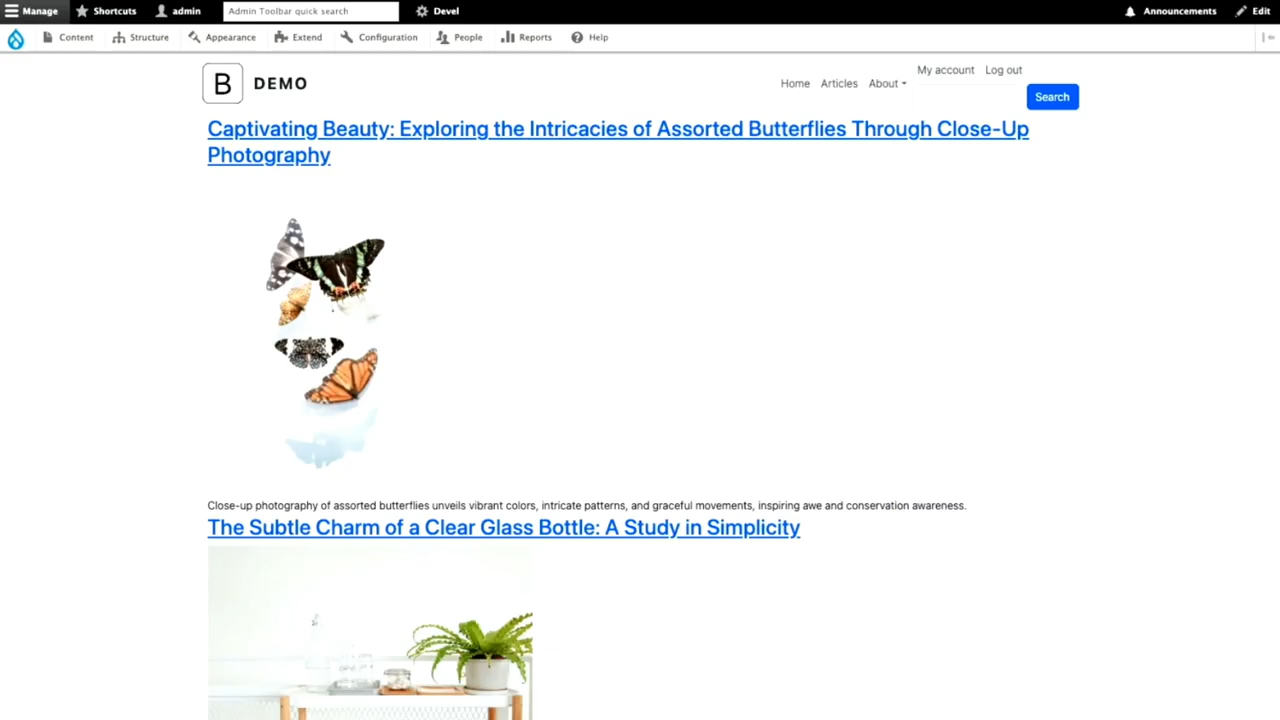 Manage Shortcuts admin Admin Toolbar quick search Devel Announcements Edit
Content Structure Appearance Extend Configuration People Reports Help
B DEMO Home Articles About My account Log out
Search
Captivating Beauty: Exploring the Intricacies of Assorted Butterflies Through Close-Up
Photography
Close-up photography of assorted butterflies unveils vibrant colors, intricate patterns, and graceful movements, inspiring awe and conservation awareness.
The Subtle Charm of a Clear Glass Bottle: A Study in Simplicity